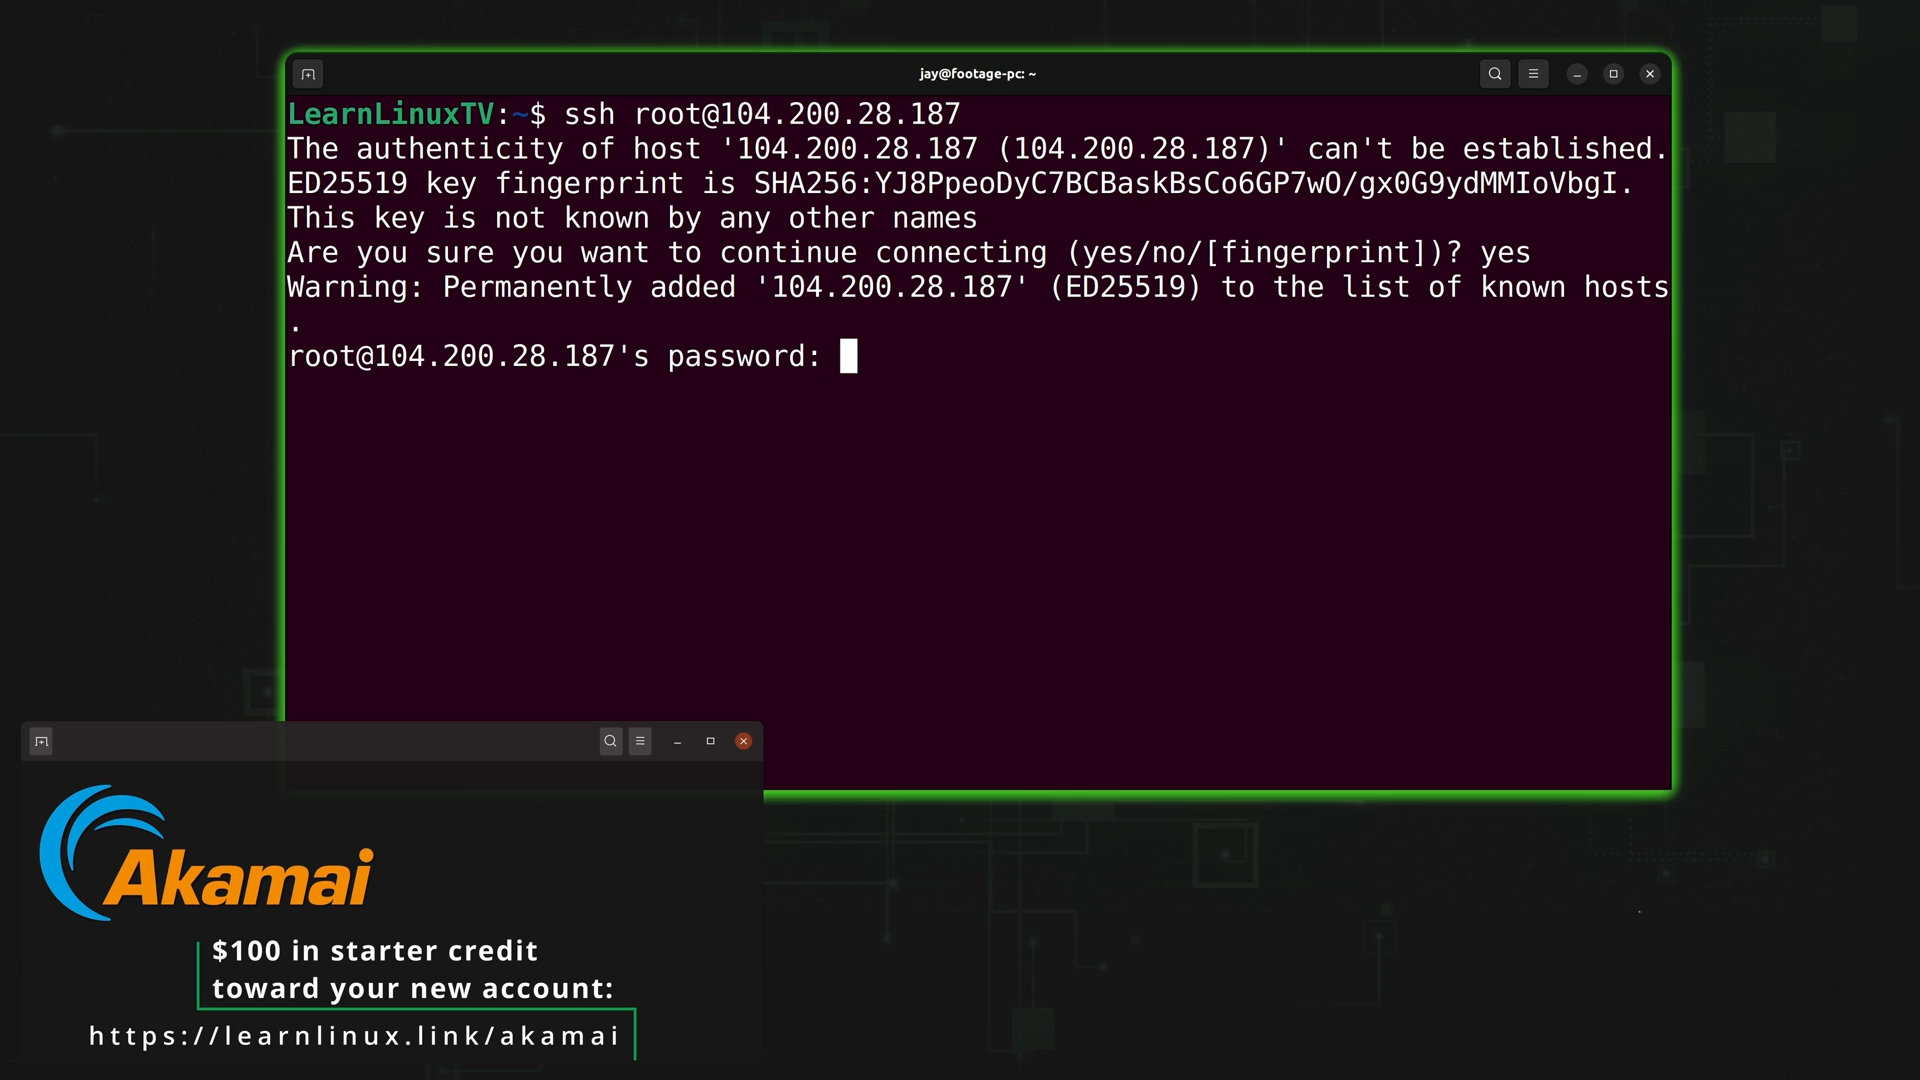 jay@footage-pc: ~
LearnLinuxTV:~$ ssh root@104.200.28.187
The authenticity of host '104.200.28.187 (104.200.28.187)' can't be established.
ED25519 key fingerprint is SHA256:YJ8PpeoDyC7BCBaskBsCo6GP7wO/gx0G9ydMMIoVbgI.
This key is not known by any other names
Are you sure you want to continue connecting (yes/no/[fingerprint])? yes
Warning: Permanently added '104.200.28.187' (ED25519) to the list of known hosts
.
root@104.200.28.187's password:
Akamai
$100 in starter credit
toward your new account:
https://learnlinux.link/akamai